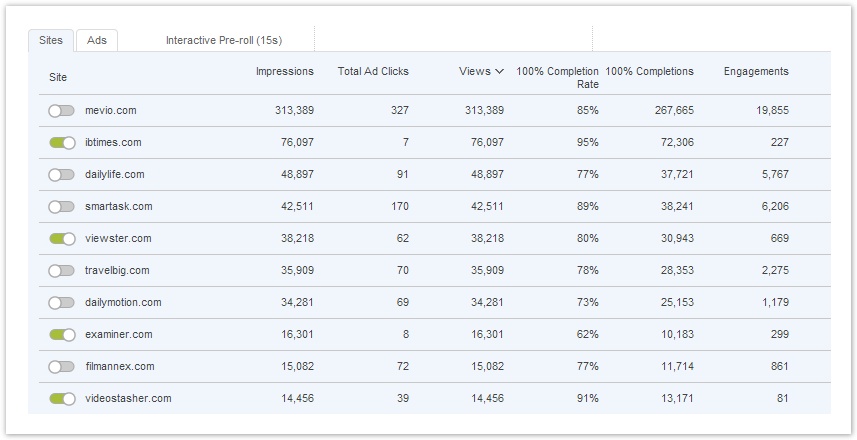 Sites Ads Interactive Pre-roll (15s)
Site Impressions Total Ad Clicks Views 100% Completion Rate 100% Completions Engagements
mevio.com 313,389 327 313,389 85% 267,665 19,855
ibtimes.com 76,097 7 76,097 95% 72,306 227
dailylife.com 48,897 91 48,897 77% 37,721 5,767
smartask.com 42,511 170 42,511 89% 38,241 6,206
viewster.com 38,218 62 38,218 80% 30,943 669
travelbig.com 35,909 70 35,909 78% 28,353 2,275
dailymotion.com 34,281 69 34,281 73% 25,153 1,179
examiner.com 16,301 8 16,301 62% 10,183 299
filmannex.com 15,082 72 15,082 77% 11,714 861
videostasher.com 14,456 39 14,456 91% 13,171 81